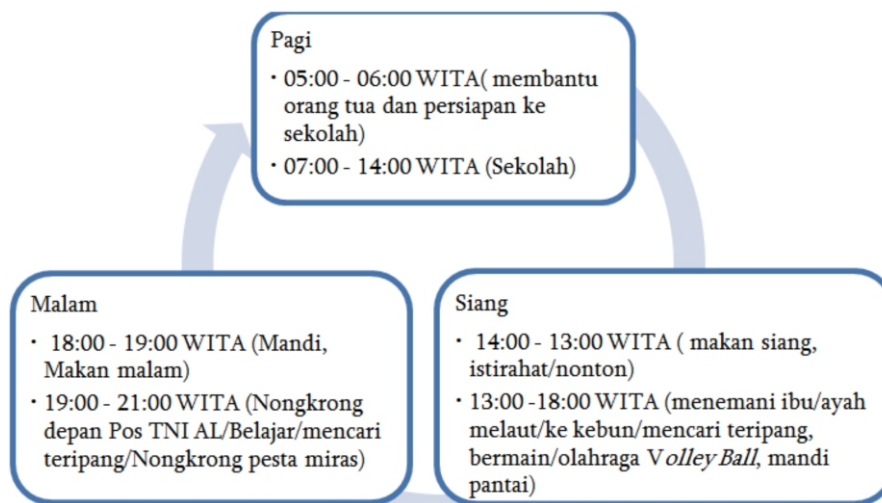 Pagi
• 05:00 - 06:00 WITA( membantu
orang tua dan persiapan ke
sekolah)
• 07:00 - 14:00 WITA (Sekolah)
Siang
• 14:00 - 13:00 WITA ( makan siang,
istirahat/nonton)
• 13:00 -18:00 WITA (menemani ibu/ayah
melaut/ke kebun/mencari teripang,
bermain/olahraga Volley Ball, mandi
pantai)
Malam
• 18:00 - 19:00 WITA (Mandi,
Makan malam)
• 19:00 - 21:00 WITA (Nongkrong
depan Pos TNI AL/Belajar/mencari
teripang/Nongkrong pesta miras)